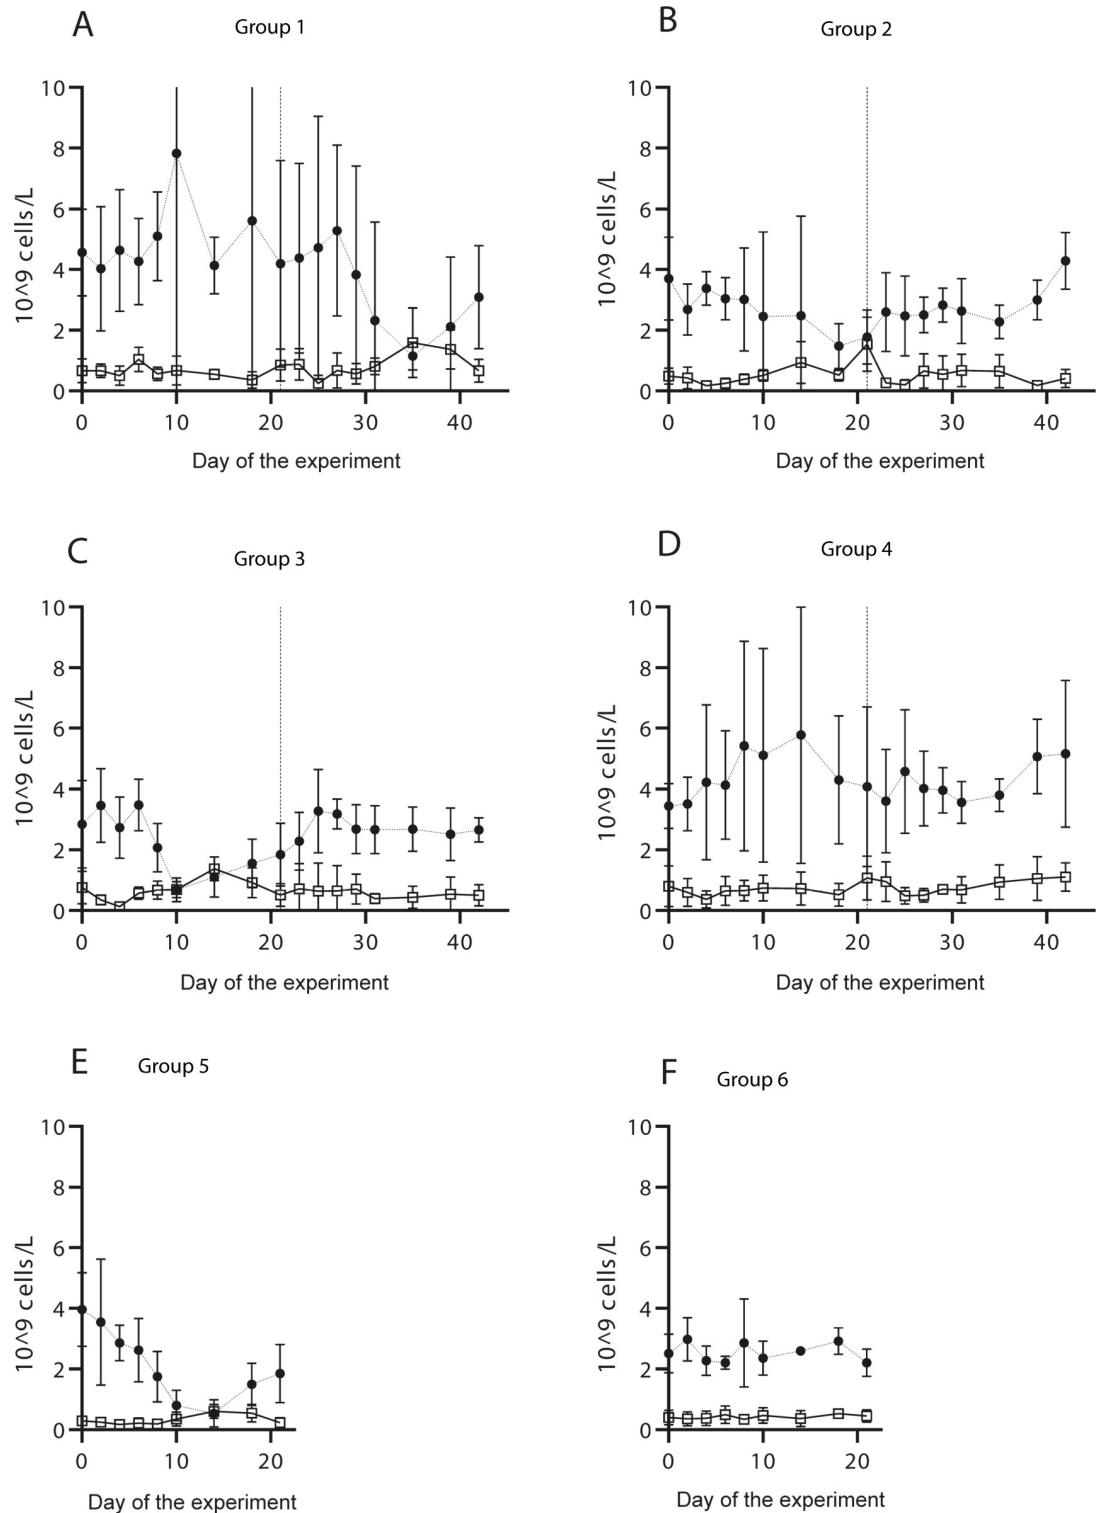 A
Group 1
10
8
6
4
2
0
10^9 cells/L
0 10 20 30 40
Day of the experiment
B
Group 2
10
8
6
4
2
0
10^9 cells/L
0 10 20 30 40
Day of the experiment
C
Group 3
10
8
6
4
2
0
10^9 cells/L
0 10 20 30 40
Day of the experiment
D
Group 4
10
8
6
4
2
0
10^9 cells/L
0 10 20 30 40
Day of the experiment
E
Group 5
10
8
6
4
2
0
10^9 cells/L
0 10 20
Day of the experiment
F
Group 6
10
8
6
4
2
0
10^9 cells/L
0 10 20
Day of the experiment